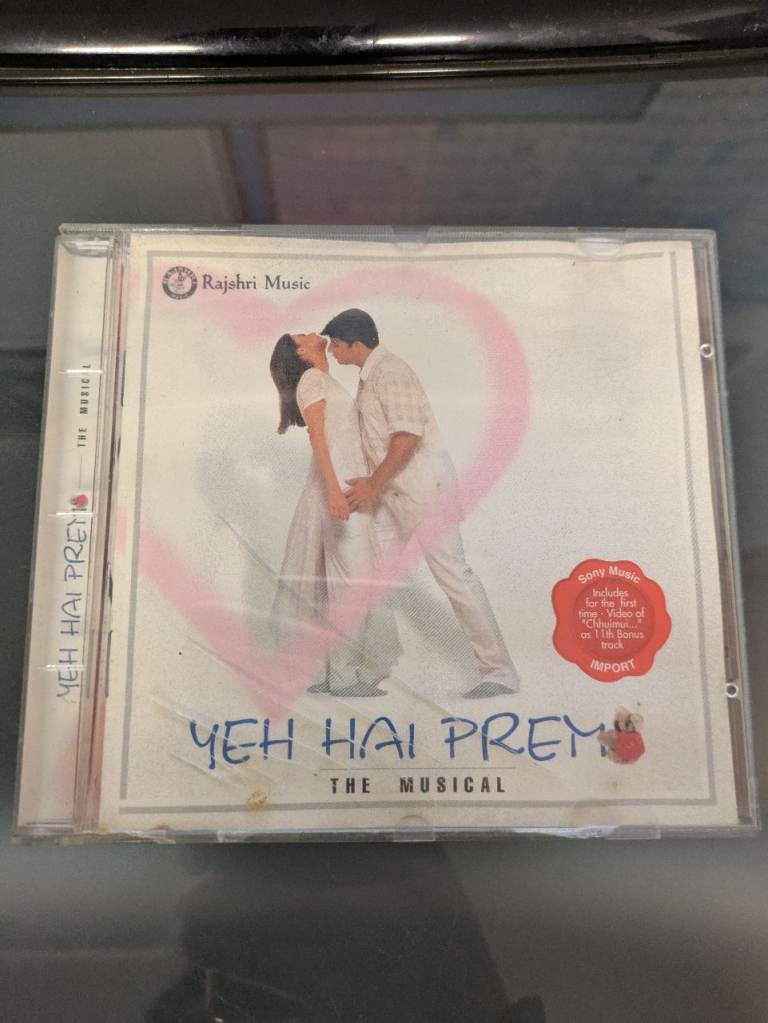 RAJSHRI
Rajshri Music
YEH HAI PREM
THE MUSICAL
Sony Music
Includes
for the first
time - Video of
"Chhuimui..."
as 11th Bonus
track
IMPORT
YEH HAI PREM
THE MUSICAL